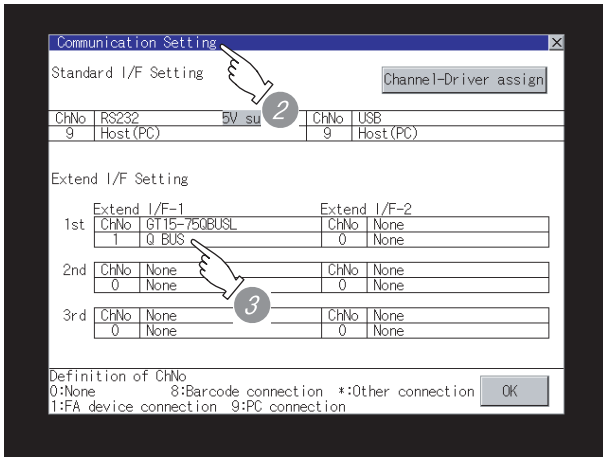 Communication Setting
Standard I/F Setting
Channel-Driver assign
ChNo RS232 5V su ChNo USB
9 Host(PC) 9 Host(PC)
2
Extend I/F Setting
Extend I/F-1 Extend I/F-2
1st ChNo GT15-75QBUSL ChNo None
1 Q BUS 0 None
2nd ChNo None ChNo None
0 None 0 None
3
3rd ChNo None ChNo None
0 None 0 None
Definition of ChNo
0:None 8:Barcode connection *:Other connection OK
1:FA device connection 9:PC connection